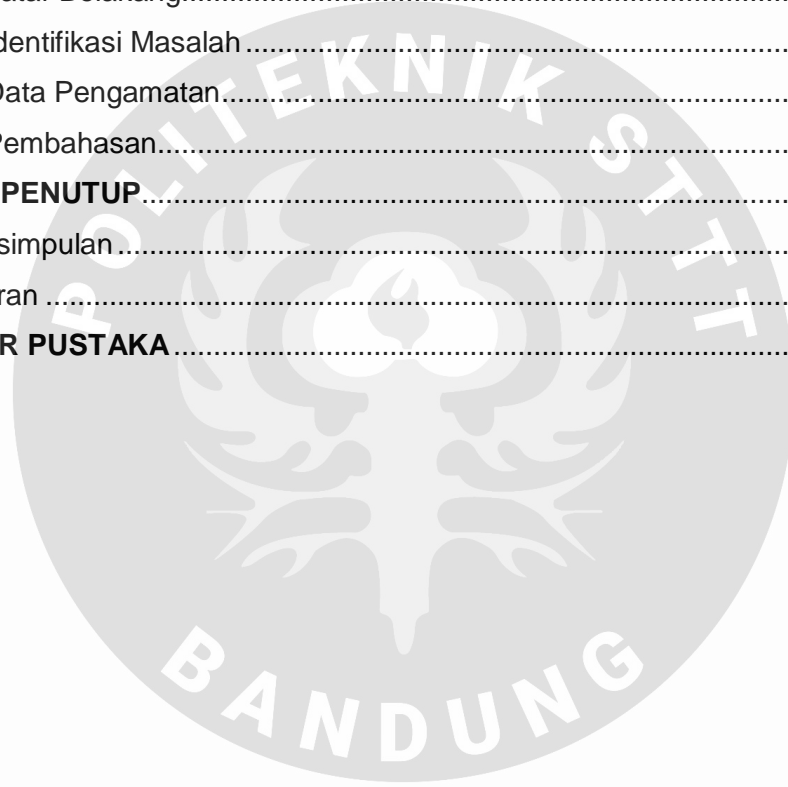 dentifikasi Masalah ........................................
Data Pengamatan ........................................
Pembahasan ........................................
PENUTUP ........................................
simpulan ........................................
ran ........................................
R PUSTAKA ........................................
POLITEKNIK STTT
BANDUNG